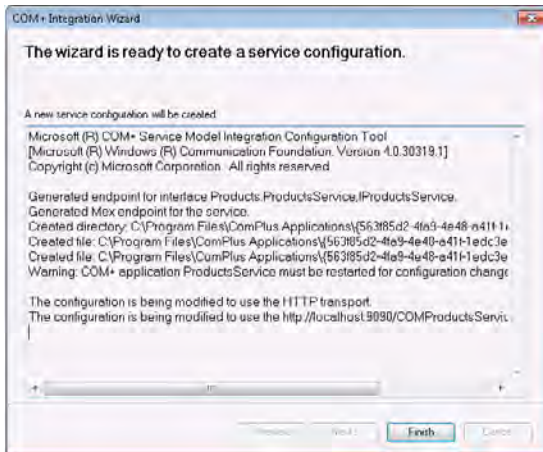 COM+ Integration Wizard
The wizard is ready to create a service configuration.
A new service configuration will be created
Microsoft (R) COM+ Service Model Integration Configuration Tool
[Microsoft (R) Windows (R) Communication Foundation, Version 4.0.30319.1]
Copyright (c) Microsoft Corporation. All rights reserved.
Generated endpoint for interface Products.ProductsService.IProductsService.
Generated Mex endpoint for the service.
Created directory: C:\Program Files\ComPlus Applications\{563f85d2-4fa9-4e48-a41f-1
Created file: C:\Program Files\ComPlus Applications\{563f85d2-4fa9-4e48-a41f-1edc3e
Created file: C:\Program Files\ComPlus Applications\{563f85d2-4fa9-4e48-a41f-1edc3e
Warning: COM+ application ProductsService must be restarted for configuration change
The configuration is being modified to use the HTTP transport.
The configuration is being modified to use the http://localhost:9090/COMProductsServic
Previous Next Finish Cancel